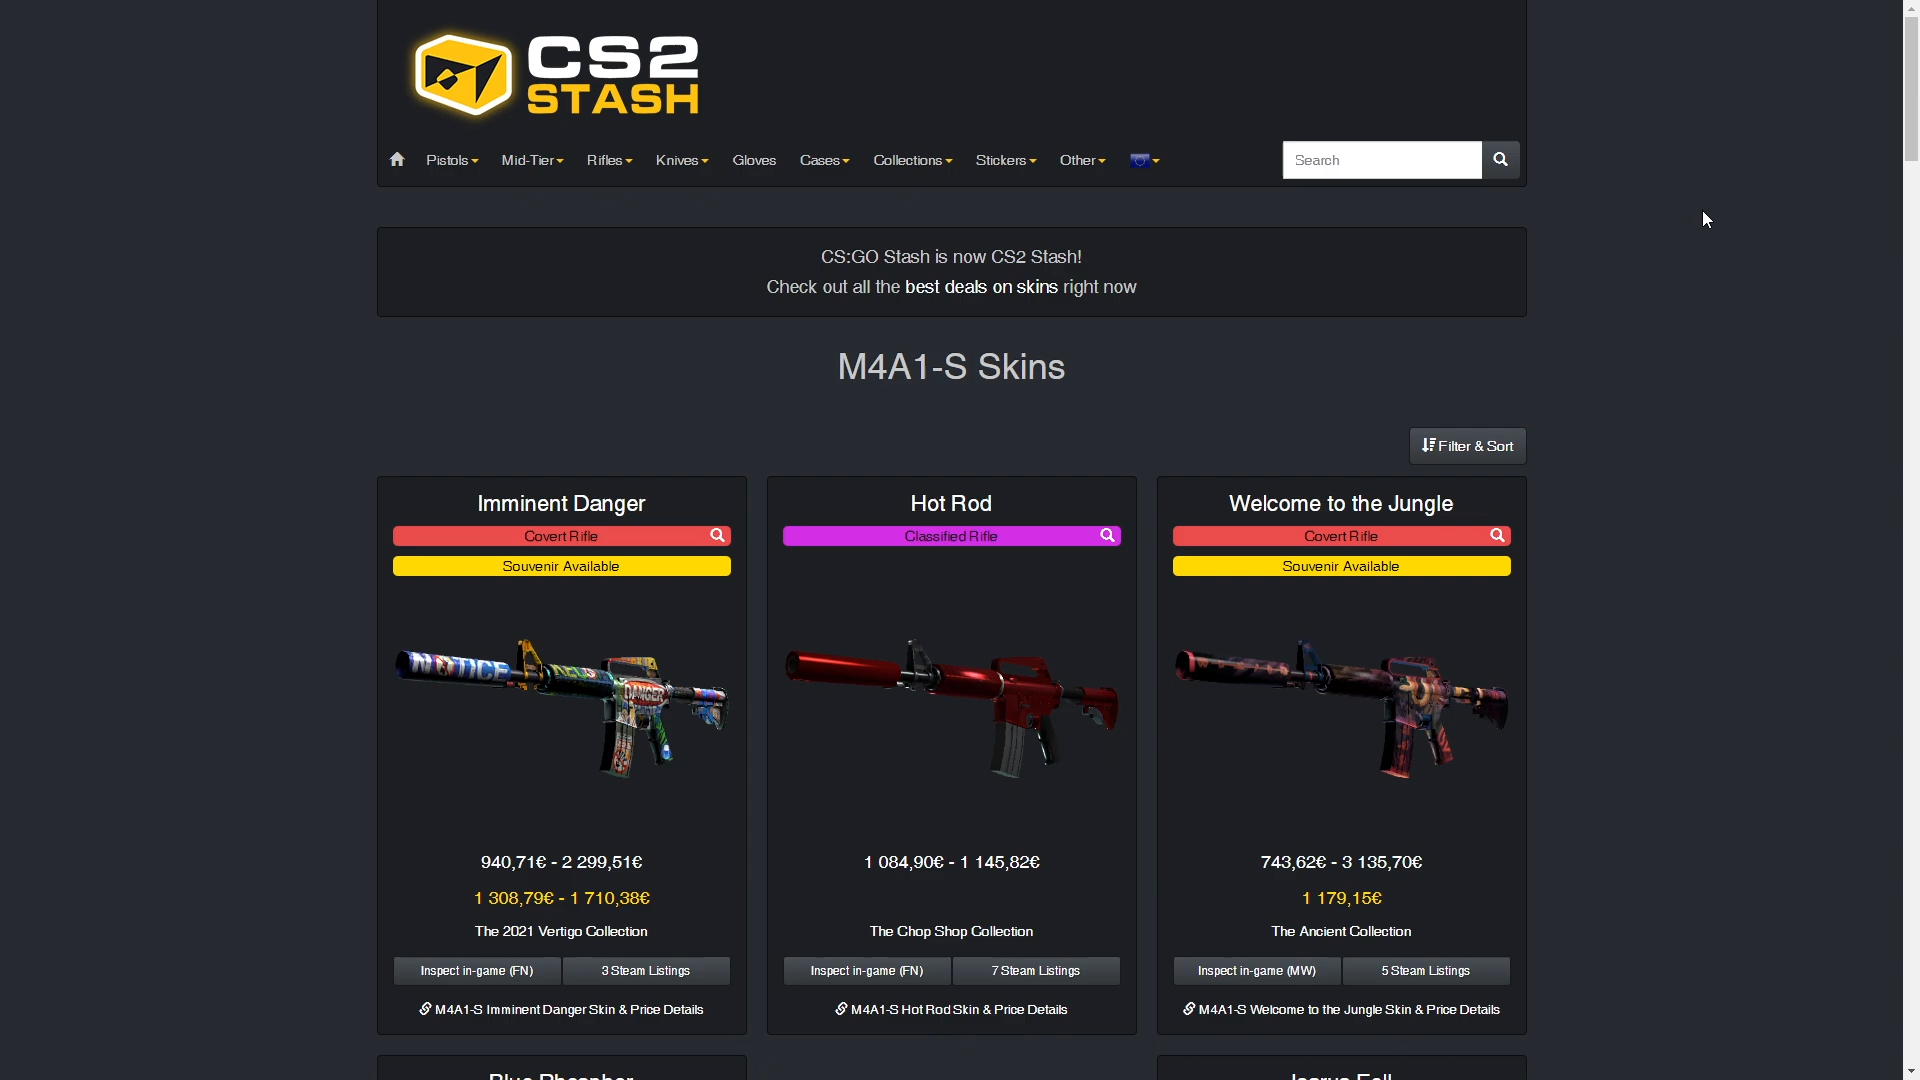 CS2
STASH
Pistols Mid-Tier Rifles Knives Gloves Cases Collections Stickers Other Search
CS:GO Stash is now CS2 Stash!
Check out all the best deals on skins right now
M4A1-S Skins
Filter & Sort
Imminent Danger
Covert Rifle
Souvenir Available
NOTICE
DANGER
940,71€ - 2 299,51€
1 308,79€ - 1 710,38€
The 2021 Vertigo Collection
Inspect in-game (FN) 3 Steam Listings
M4A1-S Imminent Danger Skin & Price Details
Hot Rod
Classified Rifle
1 084,90€ - 1 145,82€
The Chop Shop Collection
Inspect in-game (FN) 7 Steam Listings
M4A1-S Hot Rod Skin & Price Details
Welcome to the Jungle
Covert Rifle
Souvenir Available
743,62€ - 3 135,70€
1 179,15€
The Ancient Collection
Inspect in-game (MW) 5 Steam Listings
M4A1-S Welcome to the Jungle Skin & Price Details